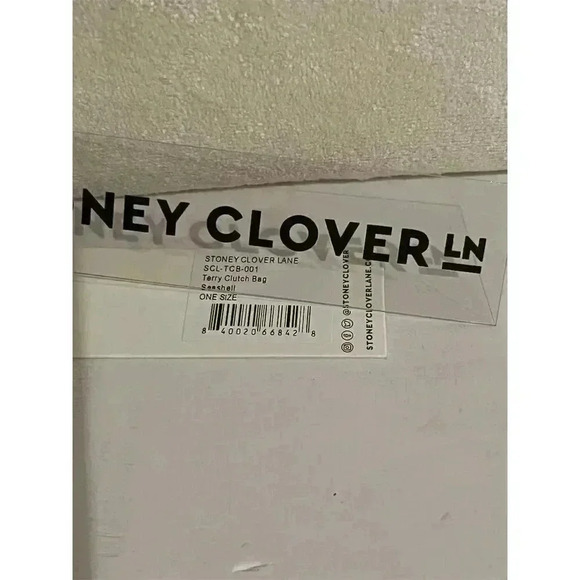 NEY CLOVER LN
STONEY CLOVER LANE
SCL-TCB-001
Terry Clutch Bag
Seashell
ONE SIZE
8 40020 66842 8
@STONEYCLOVER
STONEYCLOVERLANE.C